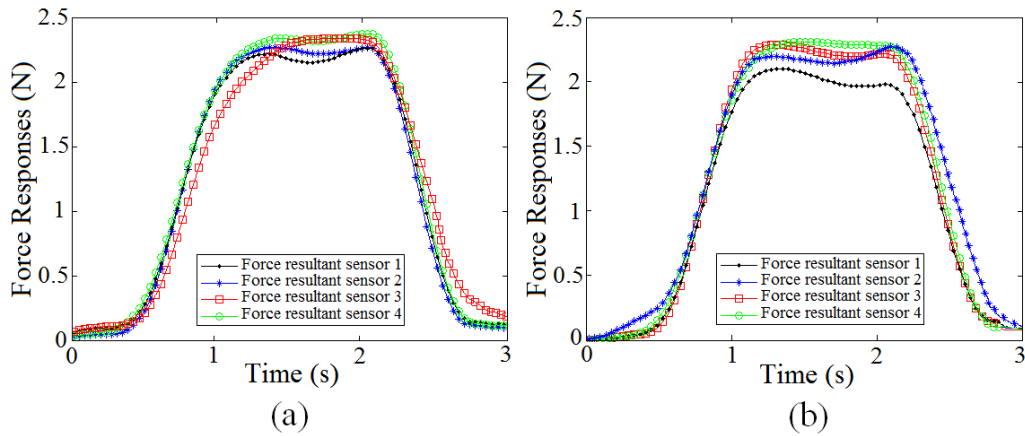 Force Responses (N)
2.5
2
1.5
1
0.5
0
0
1
2
3
Time (s)
Force resultant sensor 1
Force resultant sensor 2
Force resultant sensor 3
Force resultant sensor 4
(a)
Force Responses (N)
2.5
2
1.5
1
0.5
0
0
1
2
3
Time (s)
Force resultant sensor 1
Force resultant sensor 2
Force resultant sensor 3
Force resultant sensor 4
(b)